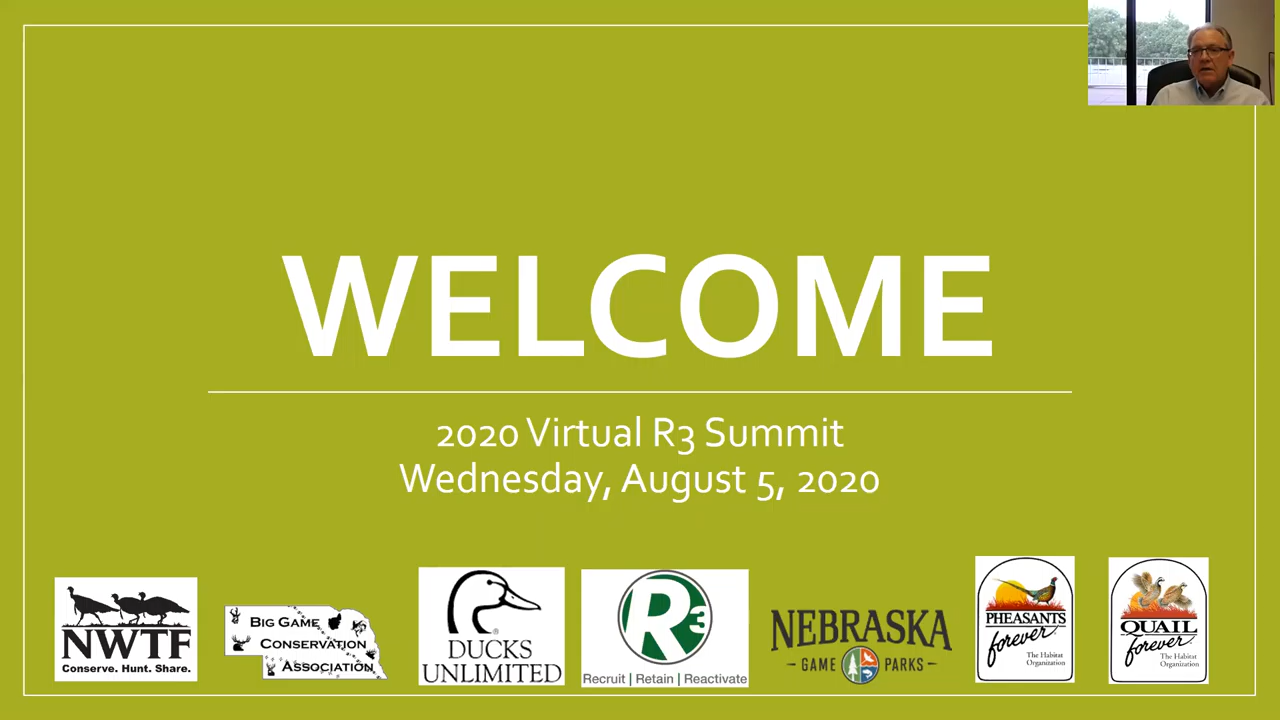 WELCOME
2020 Virtual R3 Summit
Wednesday, August 5, 2020
NWTF
Conserve. Hunt. Share.
Big Game
Conservation
Association
®
DUCKS
UNLIMITED
R3
Recruit | Retain | Reactivate
NEBRASKA
GAME PARKS
PHEASANTS
forever
The Habitat
Organization
QUAIL
forever
The Habitat
Organization